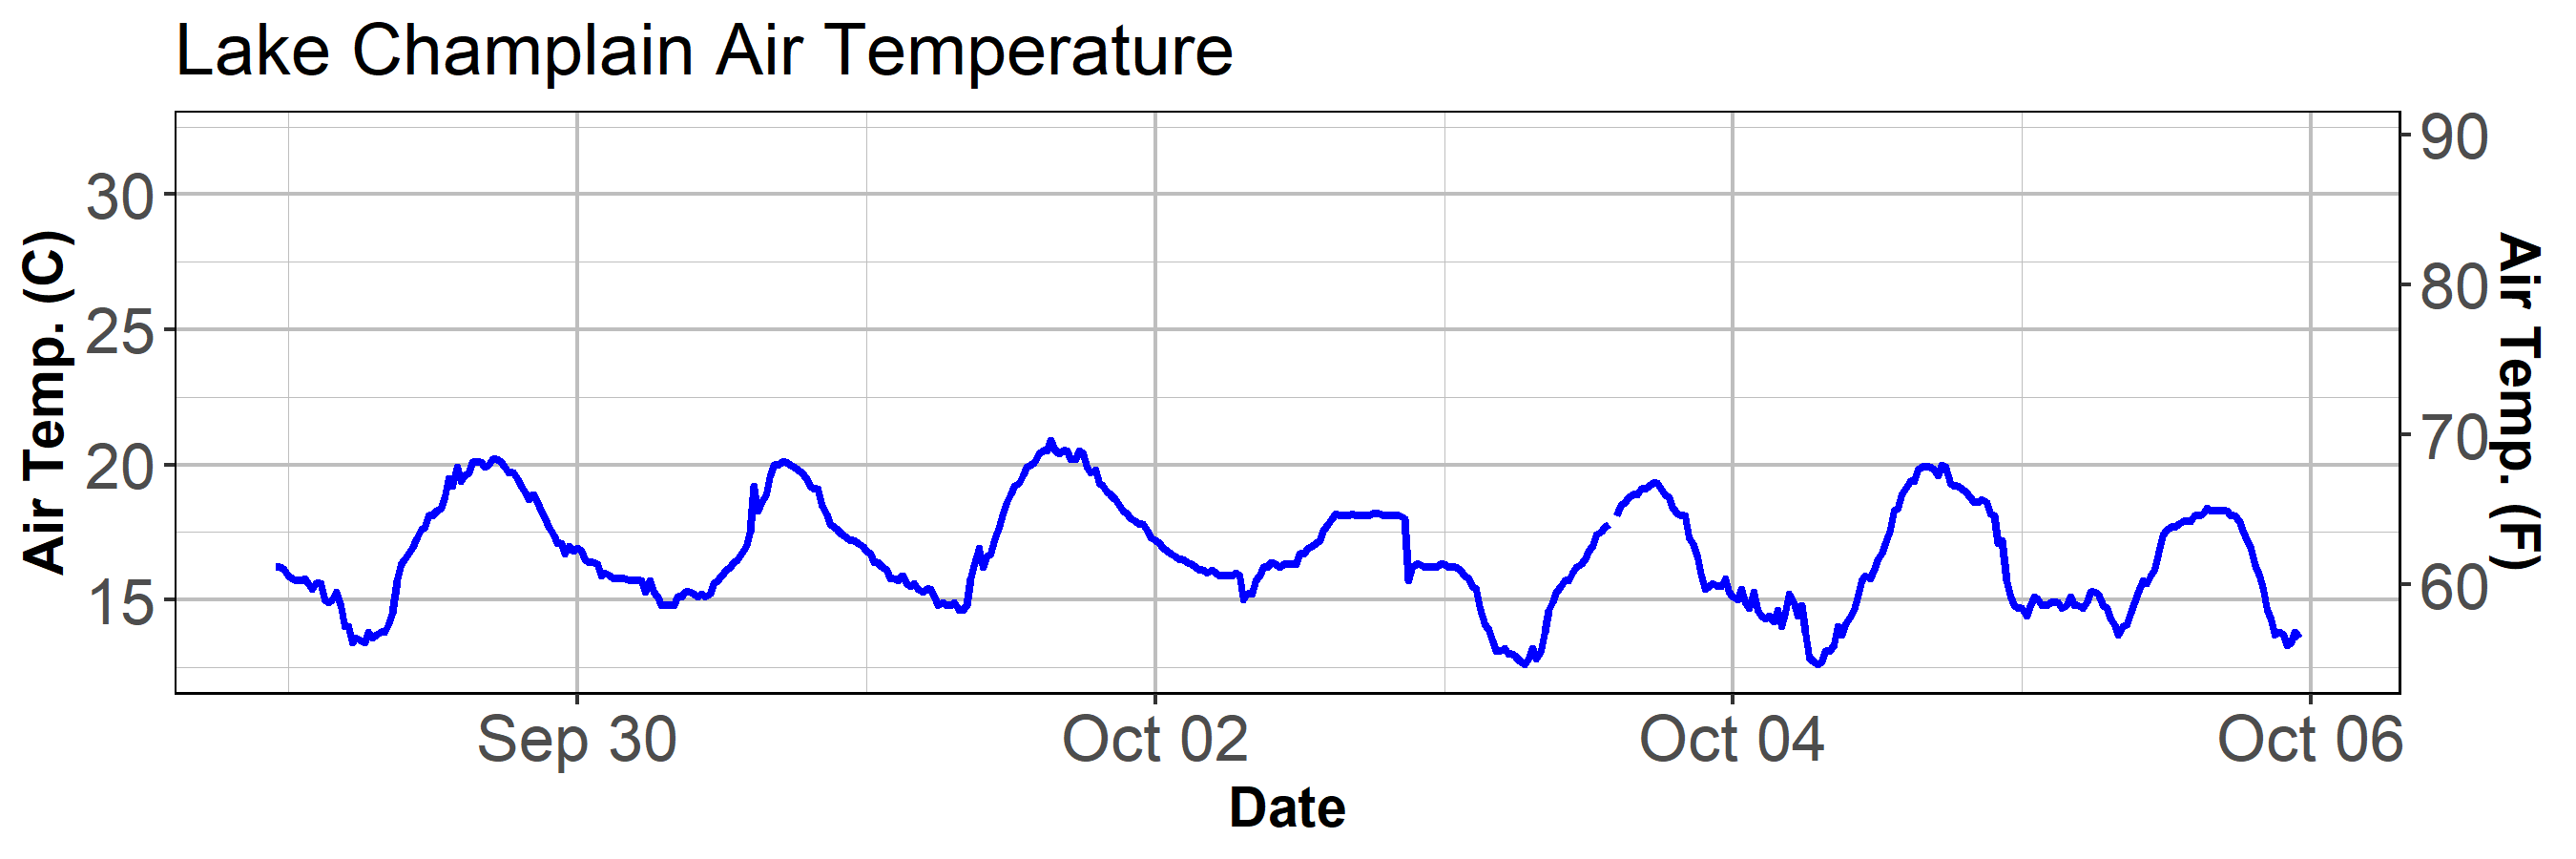 Lake Champlain Air Temperature
Air Temp. (C)
30
25
20
15
90
80
70
60
Air Temp. (F)
Sep 30
Oct 02
Oct 04
Oct 06
Date